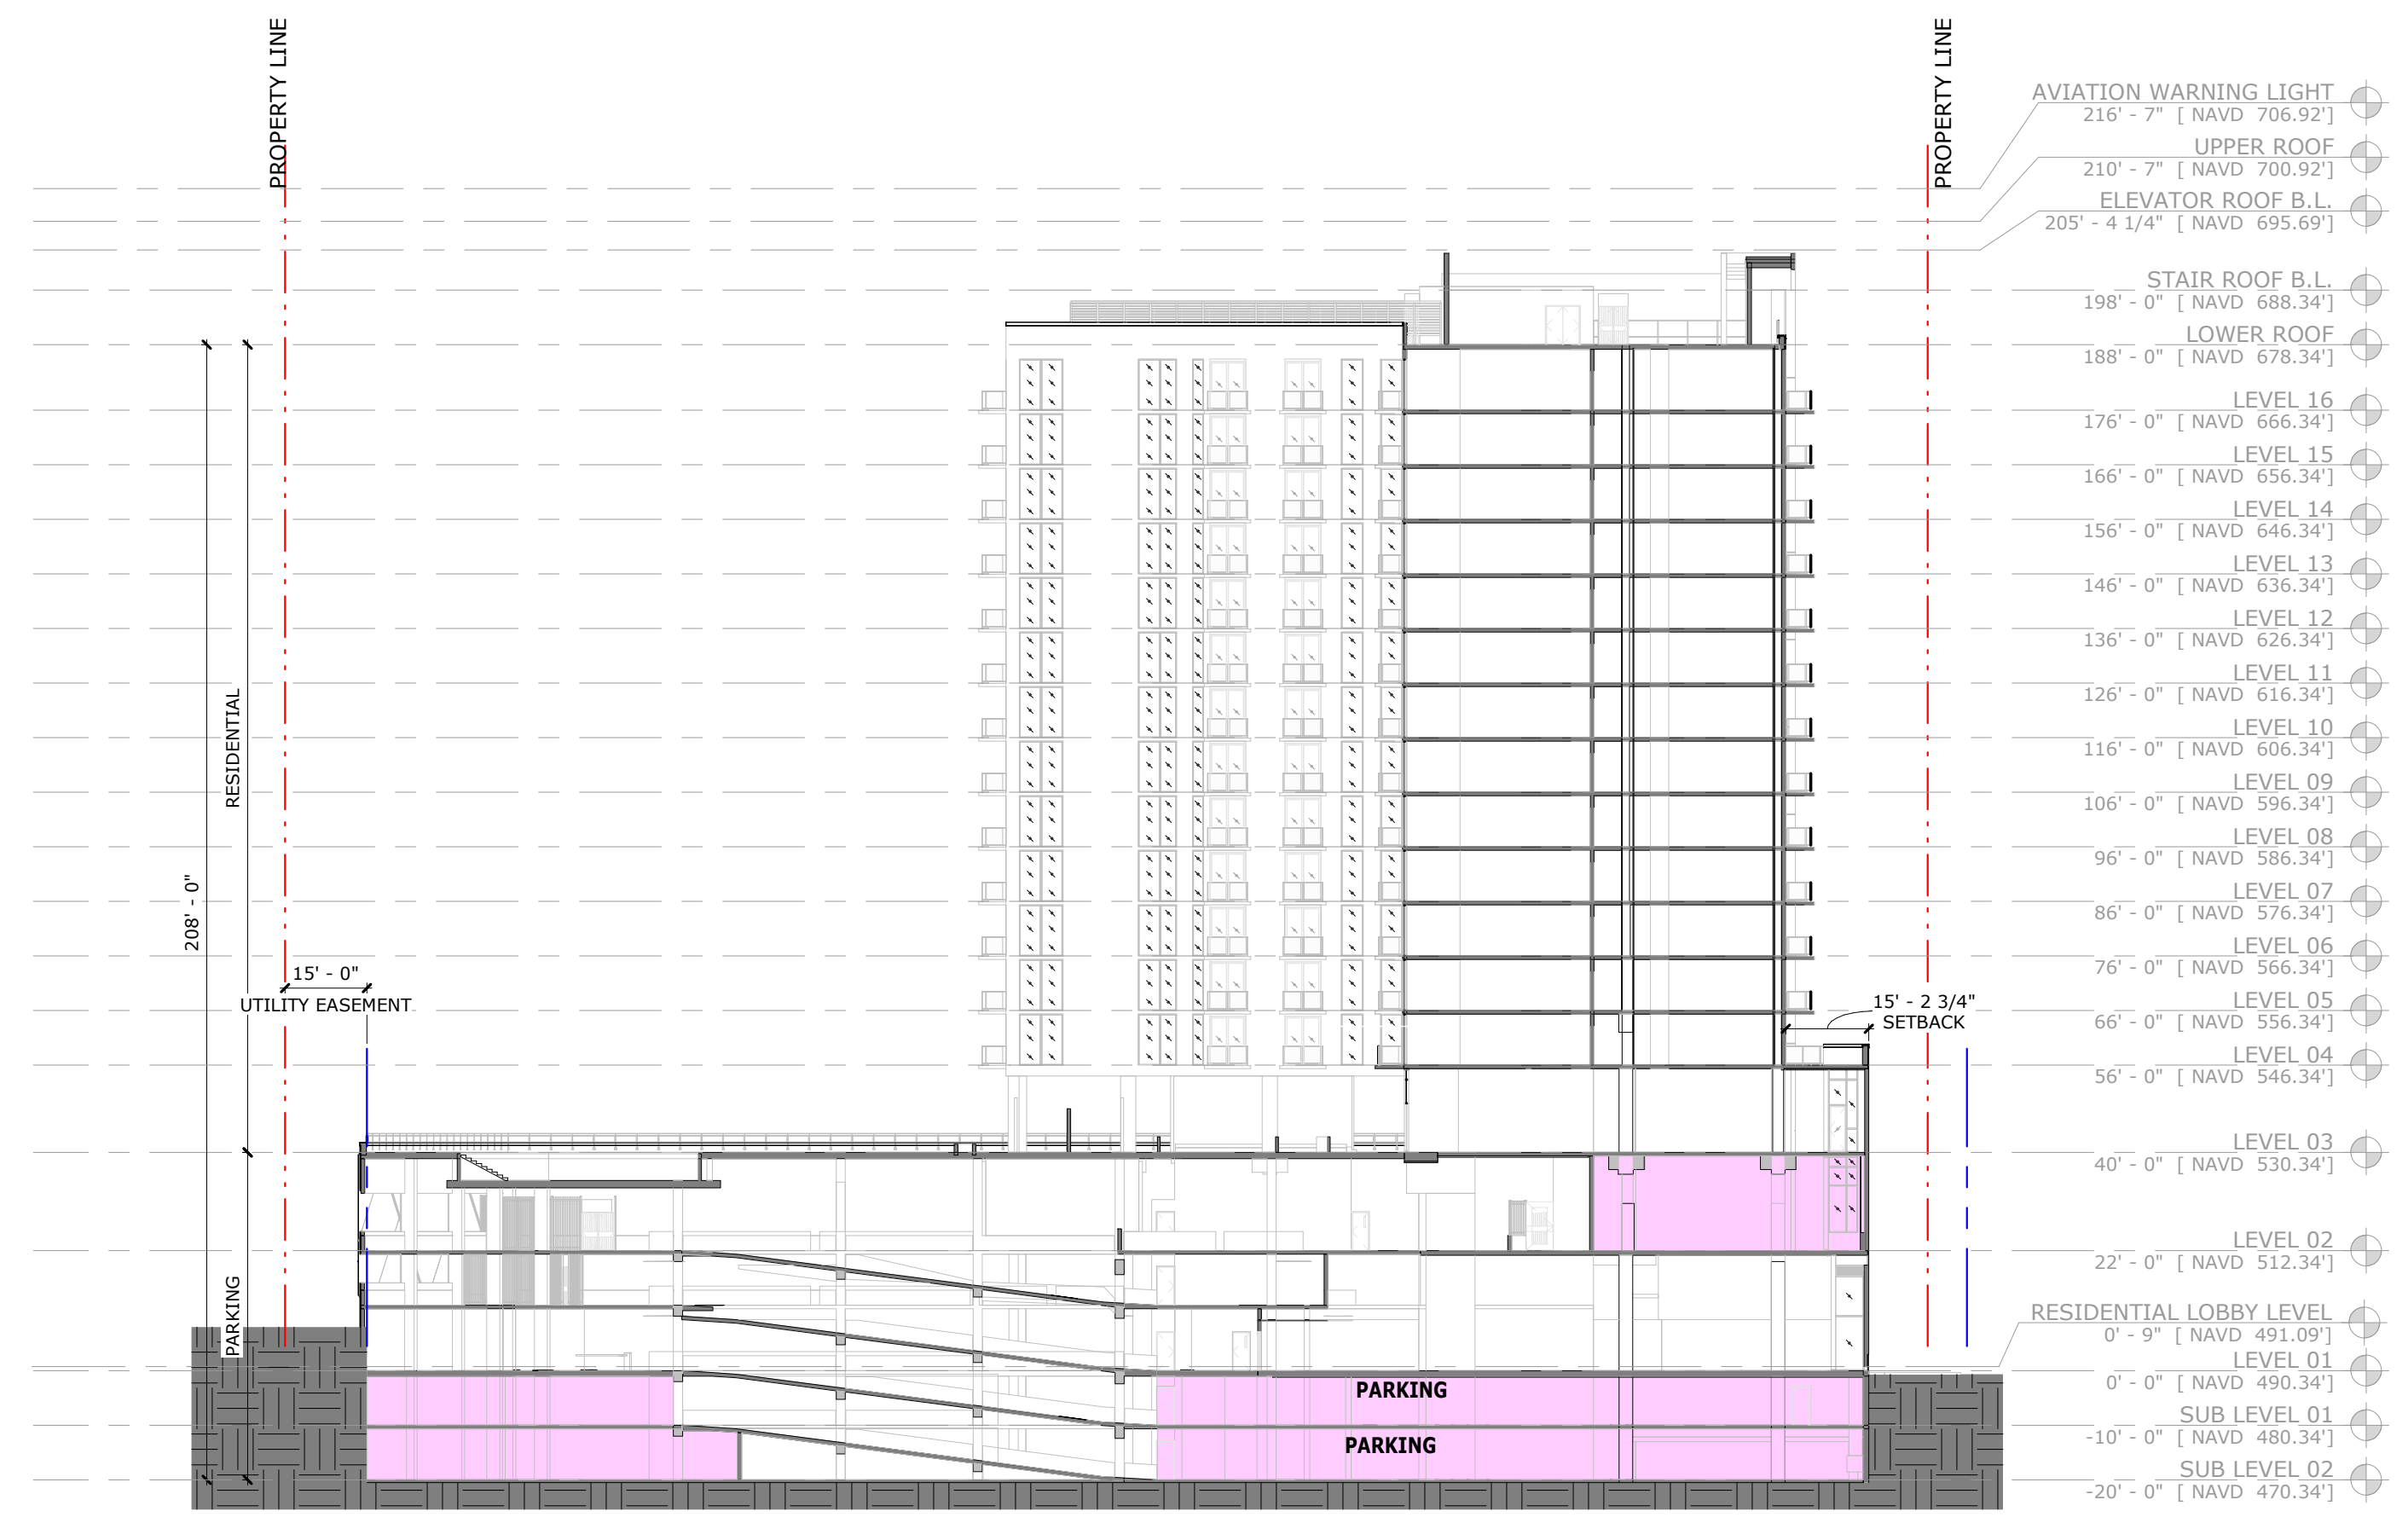 PROPERTY LINE
PROPERTY LINE
AVIATION WARNING LIGHT
216' - 7" [ NAVD 706.92']
UPPER ROOF
210' - 7" [ NAVD 700.92']
ELEVATOR ROOF B.L.
205' - 4 1/4" [ NAVD 695.69']
STAIR ROOF B.L.
198' - 0" [ NAVD 688.34']
LOWER ROOF
188' - 0" [ NAVD 678.34']
LEVEL 16
176' - 0" [ NAVD 666.34']
LEVEL 15
166' - 0" [ NAVD 656.34']
LEVEL 14
156' - 0" [ NAVD 646.34']
LEVEL 13
146' - 0" [ NAVD 636.34']
LEVEL 12
136' - 0" [ NAVD 626.34']
LEVEL 11
126' - 0" [ NAVD 616.34']
LEVEL 10
116' - 0" [ NAVD 606.34']
LEVEL 09
106' - 0" [ NAVD 596.34']
LEVEL 08
96' - 0" [ NAVD 586.34']
LEVEL 07
86' - 0" [ NAVD 576.34']
LEVEL 06
76' - 0" [ NAVD 566.34']
LEVEL 05
66' - 0" [ NAVD 556.34']
LEVEL 04
56' - 0" [ NAVD 546.34']
LEVEL 03
40' - 0" [ NAVD 530.34']
LEVEL 02
22' - 0" [ NAVD 512.34']
RESIDENTIAL LOBBY LEVEL
0' - 9" [ NAVD 491.09']
LEVEL 01
0' - 0" [ NAVD 490.34']
SUB LEVEL 01
-10' - 0" [ NAVD 480.34']
SUB LEVEL 02
-20' - 0" [ NAVD 470.34']
RESIDENTIAL
208' - 0"
15' - 0"
UTILITY EASEMENT
15' - 2 3/4"
SETBACK
PARKING
PARKING
PARKING